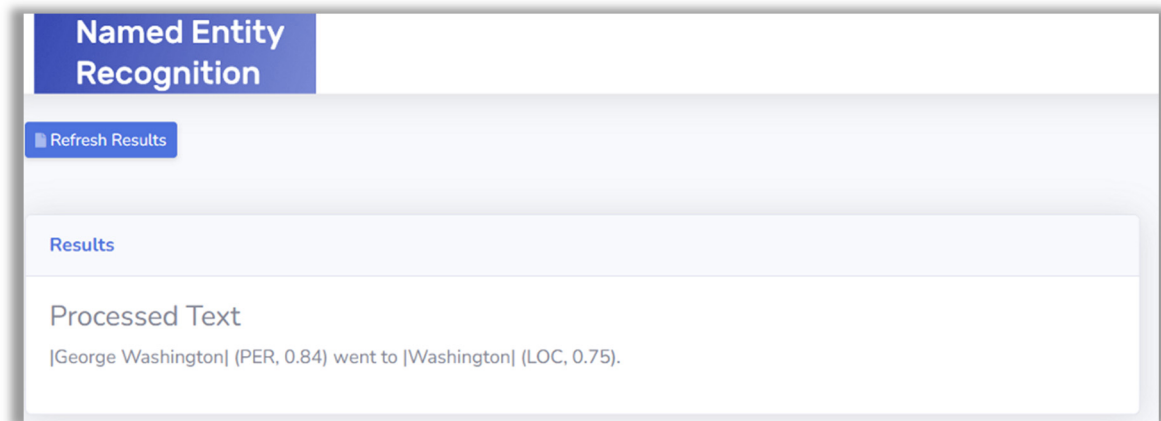 Named Entity
Recognition
Refresh Results
Results
Processed Text
|George Washington| (PER, 0.84) went to |Washington| (LOC, 0.75).